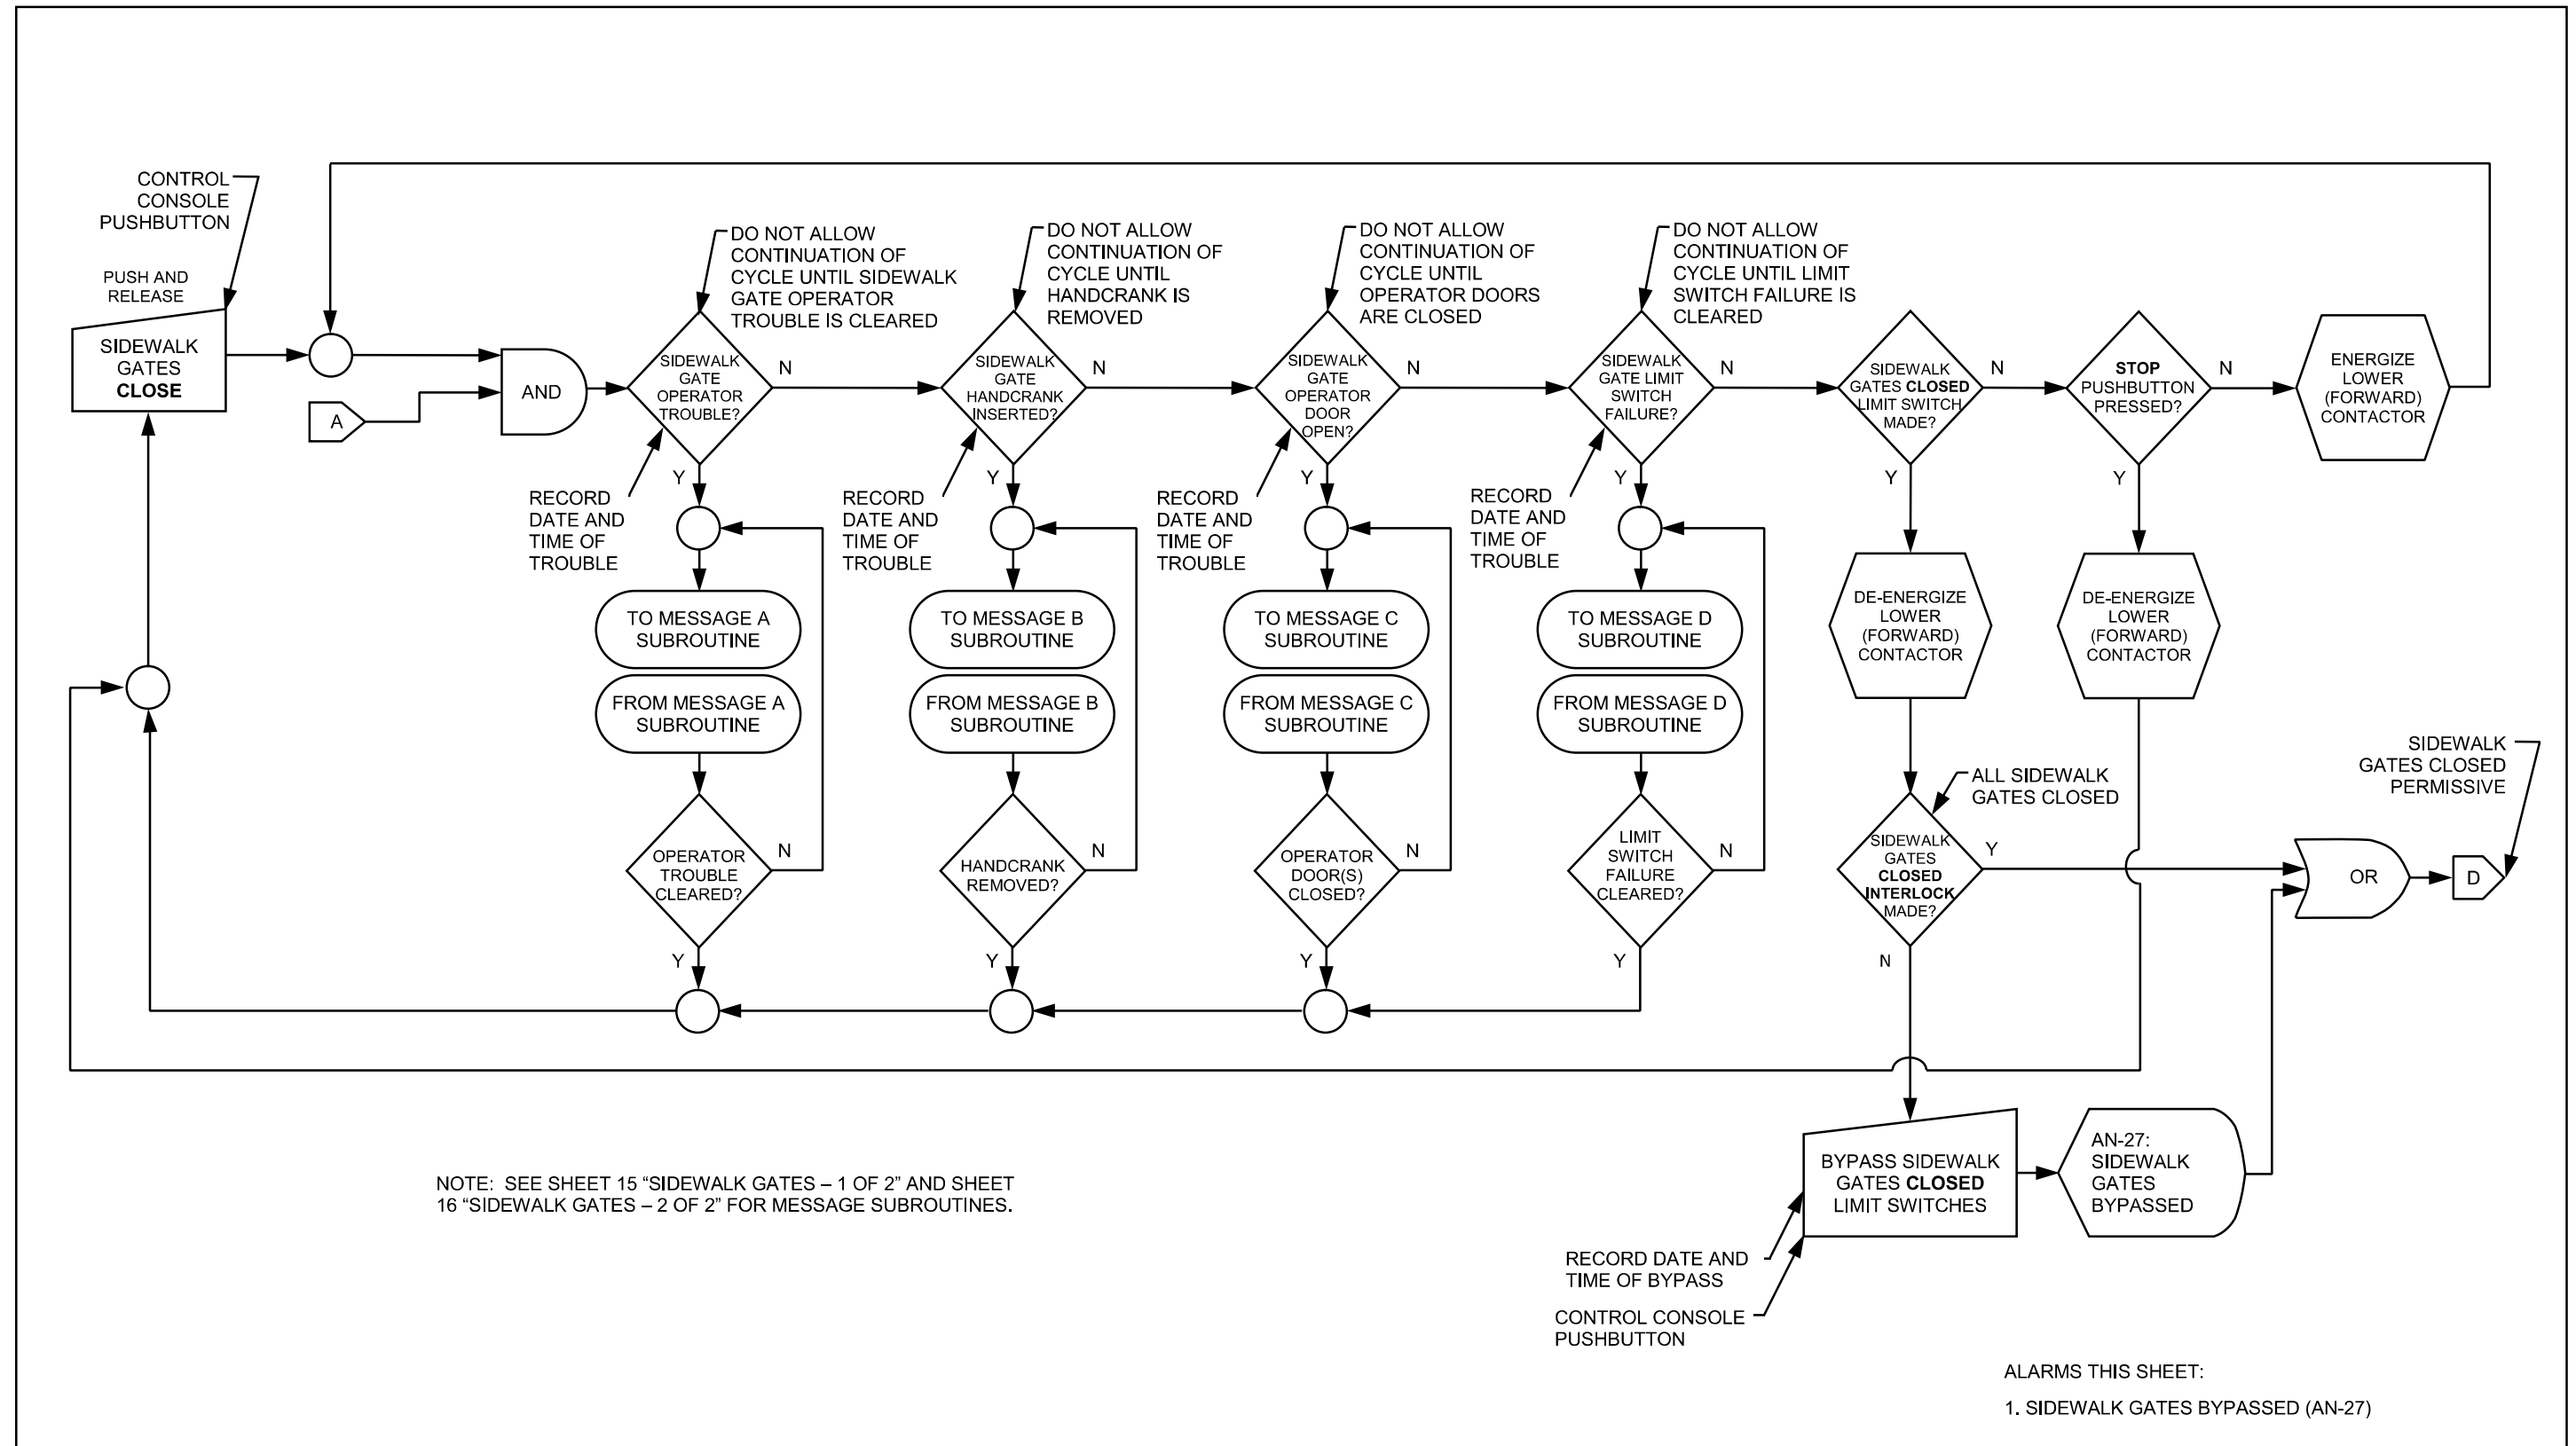 CONTROL
CONSOLE
PUSHBUTTON
PUSH AND
RELEASE
SIDEWALK
GATES
CLOSE
A
AND
DO NOT ALLOW
CONTINUATION OF
CYCLE UNTIL SIDEWALK
GATE OPERATOR
TROUBLE IS CLEARED
SIDEWALK
GATE
OPERATOR
TROUBLE?
N
Y
RECORD
DATE AND
TIME OF
TROUBLE
TO MESSAGE A
SUBROUTINE
FROM MESSAGE A
SUBROUTINE
OPERATOR
TROUBLE
CLEARED?
N
Y
DO NOT ALLOW
CONTINUATION OF
CYCLE UNTIL
HANDCRANK IS
REMOVED
SIDEWALK
GATE
HANDCRANK
INSERTED?
N
Y
RECORD
DATE AND
TIME OF
TROUBLE
TO MESSAGE B
SUBROUTINE
FROM MESSAGE B
SUBROUTINE
HANDCRANK
REMOVED?
N
Y
DO NOT ALLOW
CONTINUATION OF
CYCLE UNTIL
OPERATOR DOORS
ARE CLOSED
SIDEWALK
GATE
OPERATOR
DOOR
OPEN?
N
Y
RECORD
DATE AND
TIME OF
TROUBLE
TO MESSAGE C
SUBROUTINE
FROM MESSAGE C
SUBROUTINE
OPERATOR
DOOR(S)
CLOSED?
N
Y
DO NOT ALLOW
CONTINUATION OF
CYCLE UNTIL LIMIT
SWITCH FAILURE IS
CLEARED
SIDEWALK
GATE LIMIT
SWITCH
FAILURE?
N
Y
RECORD
DATE AND
TIME OF
TROUBLE
TO MESSAGE D
SUBROUTINE
FROM MESSAGE D
SUBROUTINE
LIMIT
SWITCH
FAILURE
CLEARED?
N
Y
SIDEWALK
GATES CLOSED
LIMIT SWITCH
MADE?
N
Y
DE-ENERGIZE
LOWER
(FORWARD)
CONTACTOR
ALL SIDEWALK
GATES CLOSED
SIDEWALK
GATES
CLOSED
INTERLOCK
MADE?
Y
N
STOP
PUSHBUTTON
PRESSED?
N
Y
DE-ENERGIZE
LOWER
(FORWARD)
CONTACTOR
ENERGIZE
LOWER
(FORWARD)
CONTACTOR
SIDEWALK
GATES CLOSED
PERMISSIVE
OR
D
BYPASS SIDEWALK
GATES CLOSED
LIMIT SWITCHES
AN-27:
SIDEWALK
GATES
BYPASSED
RECORD DATE AND
TIME OF BYPASS
CONTROL CONSOLE
PUSHBUTTON
NOTE: SEE SHEET 15 “SIDEWALK GATES – 1 OF 2” AND SHEET
16 “SIDEWALK GATES – 2 OF 2” FOR MESSAGE SUBROUTINES.
ALARMS THIS SHEET:
1. SIDEWALK GATES BYPASSED (AN-27)